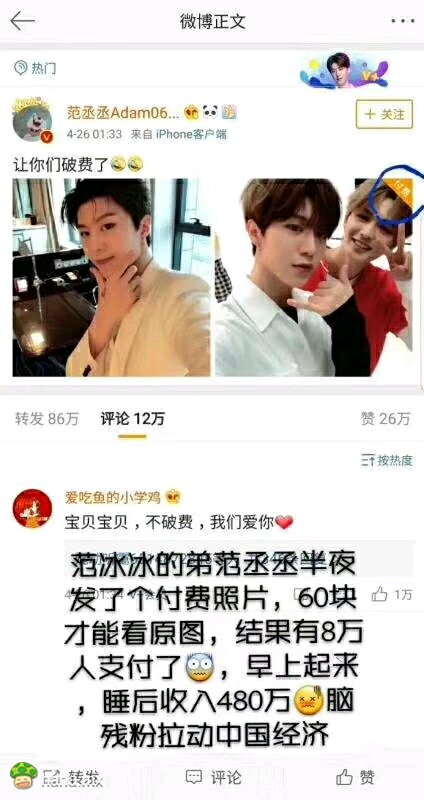 微博正文
热门
范丞丞Adam06...
4-26 01:33 来自 iPhone客户端
+ 关注
让你们破费了
付费
转发 86万 评论 12万 赞 26万
按热度
爱吃鱼的小学鸡
宝贝宝贝，不破费，我们爱你
1万
范冰冰的弟范丞丞半夜
发了个付费照片，60块
才能看原图，结果有8万
人支付了，早上起来
，睡后收入480万脑
残粉拉动中国经济
转发 评论 赞